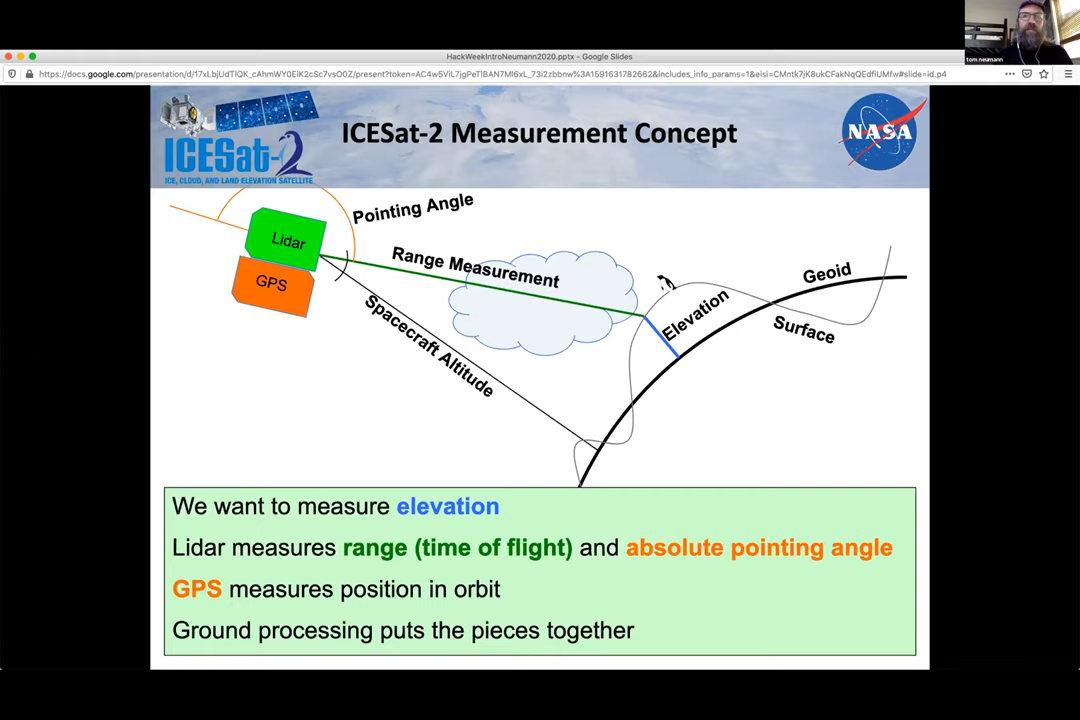 tom neumann
HackWeekIntroNeumann2020.pptx - Google Slides
ICESat-2 Measurement Concept
NASA
ICESat-2
ICE, CLOUD, AND LAND ELEVATION SATELLITE
Pointing Angle
Lidar
Range Measurement
GPS
Geoid
Elevation
Surface
Spacecraft Altitude
We want to measure elevation
Lidar measures range (time of flight) and absolute pointing angle
GPS measures position in orbit
Ground processing puts the pieces together